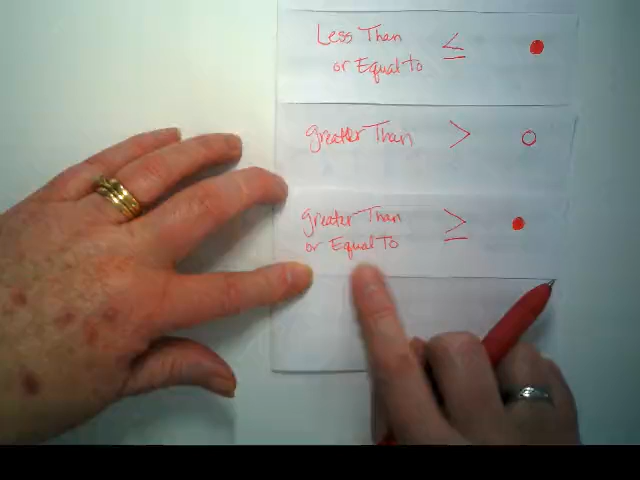 Less Than ≤
or Equal to
greater Than >
greater Than ≥
or Equal To